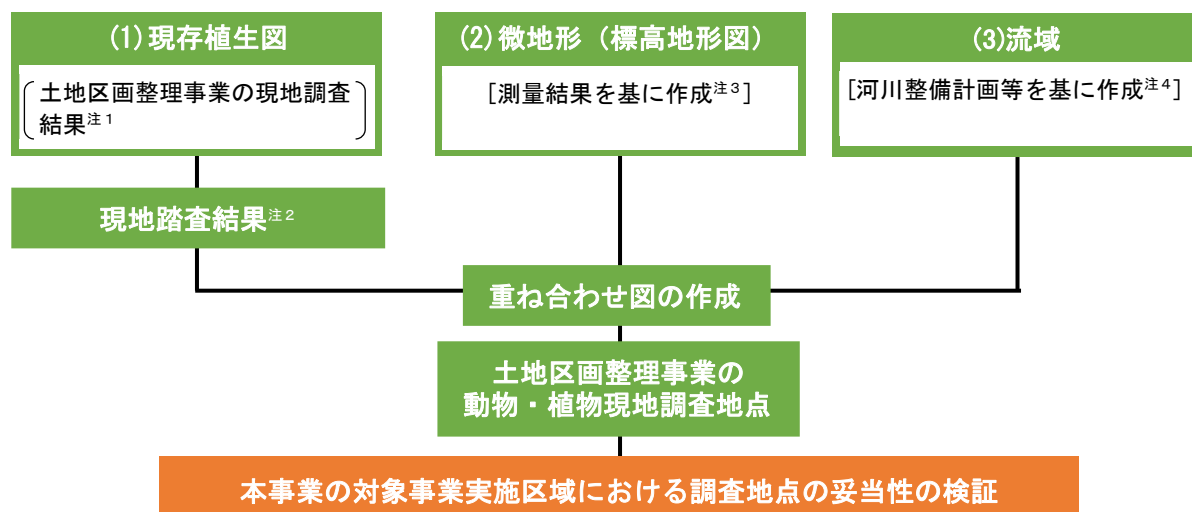 (1)現存植生図
土地区画整理事業の現地調査
結果注1
(2)微地形（標高地形図）
[測量結果を基に作成注3]
(3)流域
[河川整備計画等を基に作成注4]
現地踏査結果注2
重ね合わせ図の作成
土地区画整理事業の
動物・植物現地調査地点
本事業の対象事業実施区域における調査地点の妥当性の検証